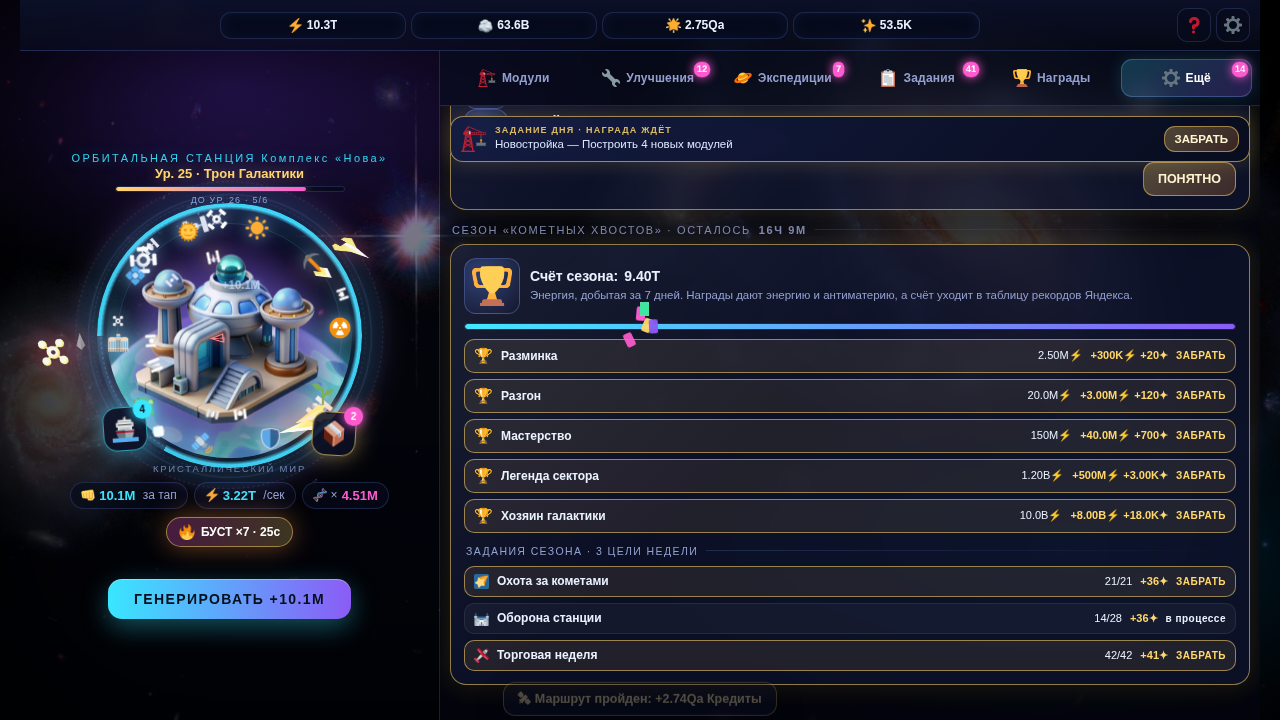 10.3T
63.6B
2.75Qa
53.5K
Модули
Улучшения 12
Экспедиции 7
Задания 41
Награды
Ещё 14
ОРБИТАЛЬНАЯ СТАНЦИЯ Комплекс «Нова»
Ур. 25 · Трон Галактики
ДО УР. 26 · 5/6
+10.1M
4
2
КРИСТАЛЛИЧЕСКИЙ МИР
10.1M за тап
3.22T /сек
× 4.51M
БУСТ ×7 · 25с
ГЕНЕРИРОВАТЬ +10.1M
ЗАДАНИЕ ДНЯ · НАГРАДА ЖДЁТ
Новостройка — Построить 4 новых модулей
ЗАБРАТЬ
ПОНЯТНО
СЕЗОН «КОМЕТНЫХ ХВОСТОВ» · ОСТАЛОСЬ 16Ч 9М
Счёт сезона: 9.40T
Энергия, добытая за 7 дней. Награды дают энергию и антиматерию, а счёт уходит в таблицу рекордов Яндекса.
Разминка 2.50M⚡ +300K⚡ +20✦ ЗАБРАТЬ
Разгон 20.0M⚡ +3.00M⚡ +120✦ ЗАБРАТЬ
Мастерство 150M⚡ +40.0M⚡ +700✦ ЗАБРАТЬ
Легенда сектора 1.20B⚡ +500M⚡ +3.00K✦ ЗАБРАТЬ
Хозяин галактики 10.0B⚡ +8.00B⚡ +18.0K✦ ЗАБРАТЬ
ЗАДАНИЯ СЕЗОНА · 3 ЦЕЛИ НЕДЕЛИ
Охота за кометами 21/21 +36✦ ЗАБРАТЬ
Оборона станции 14/28 +36✦ в процессе
Торговая неделя 42/42 +41✦ ЗАБРАТЬ
Маршрут пройден: +2.74Qa Кредиты